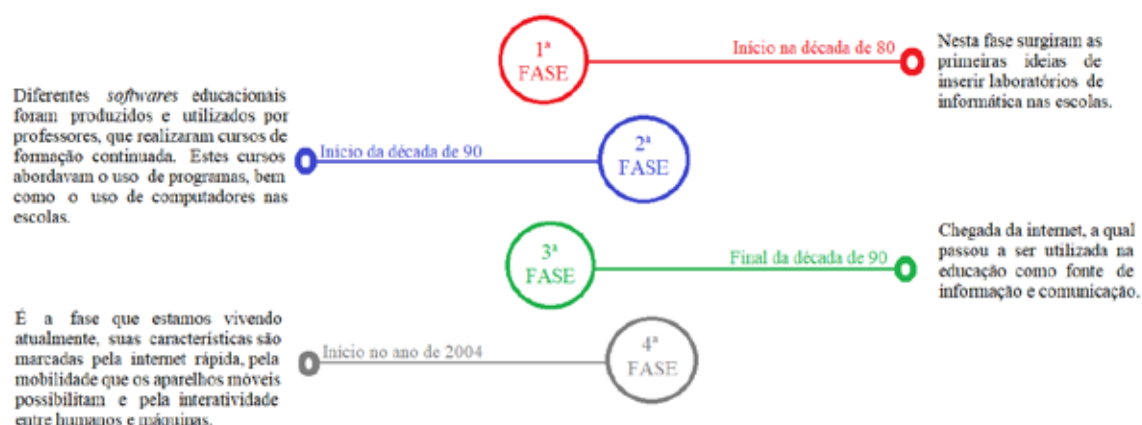 1ª
FASE
Início na década de 80
Nesta fase surgiram as
primeiras ideias de
inserir laboratórios de
informática nas escolas.
Diferentes softwares educacionais
foram produzidos e utilizados por
professores, que realizaram cursos de
formação continuada. Estes cursos
abordavam o uso de programas, bem
como o uso de computadores nas
escolas.
Início da década de 90
2ª
FASE
3ª
FASE
Final da década de 90
Chegada da internet, a qual
passou a ser utilizada na
educação como fonte de
informação e comunicação.
É a fase que estamos vivendo
atualmente, suas características são
marcadas pela internet rápida, pela
mobilidade que os aparelhos móveis
possibilitam e pela interatividade
entre humanos e máquinas.
Início no ano de 2004
4ª
FASE